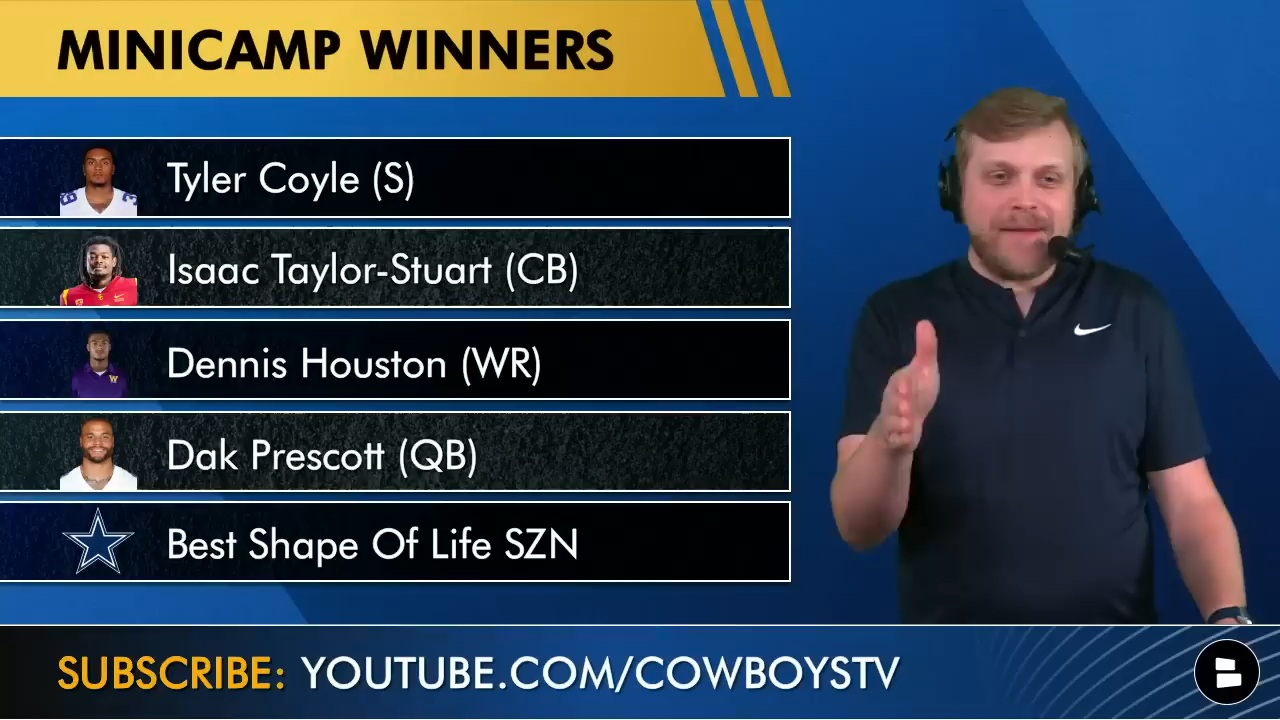 MINICAMP WINNERS
Tyler Coyle (S)
Isaac Taylor-Stuart (CB)
Dennis Houston (WR)
Dak Prescott (QB)
Best Shape Of Life SZN
SUBSCRIBE: YOUTUBE.COM/COWBOYSTV